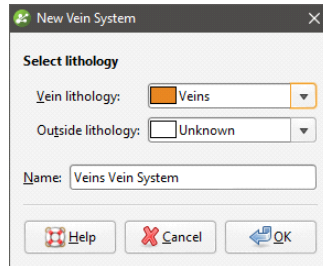 New Vein System
Select lithology
Vein lithology: Veins
Outside lithology: Unknown
Name: Veins Vein System
Help Cancel OK